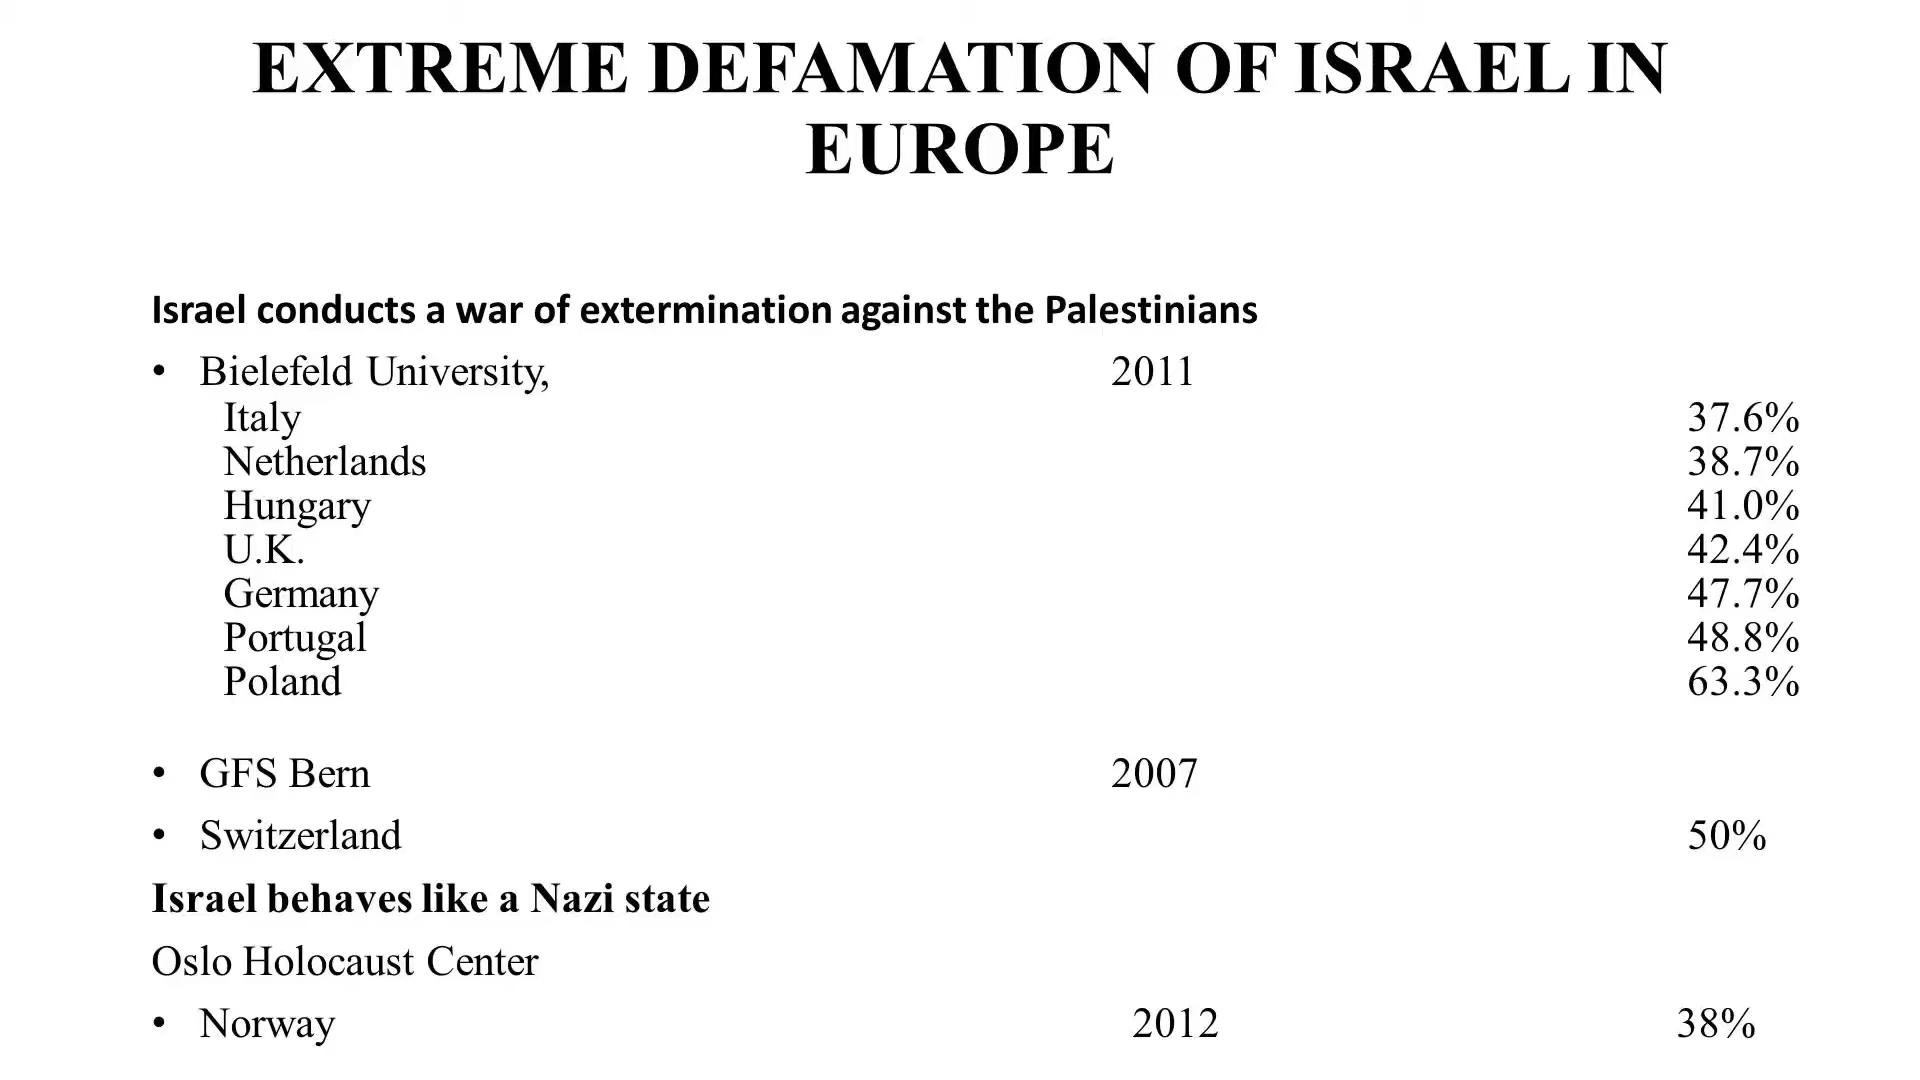 EXTREME DEFAMATION OF ISRAEL IN
EUROPE
Israel conducts a war of extermination against the Palestinians
• Bielefeld University, 2011
Italy 37.6%
Netherlands 38.7%
Hungary 41.0%
U.K. 42.4%
Germany 47.7%
Portugal 48.8%
Poland 63.3%
• GFS Bern 2007
• Switzerland 50%
Israel behaves like a Nazi state
Oslo Holocaust Center
• Norway 2012 38%